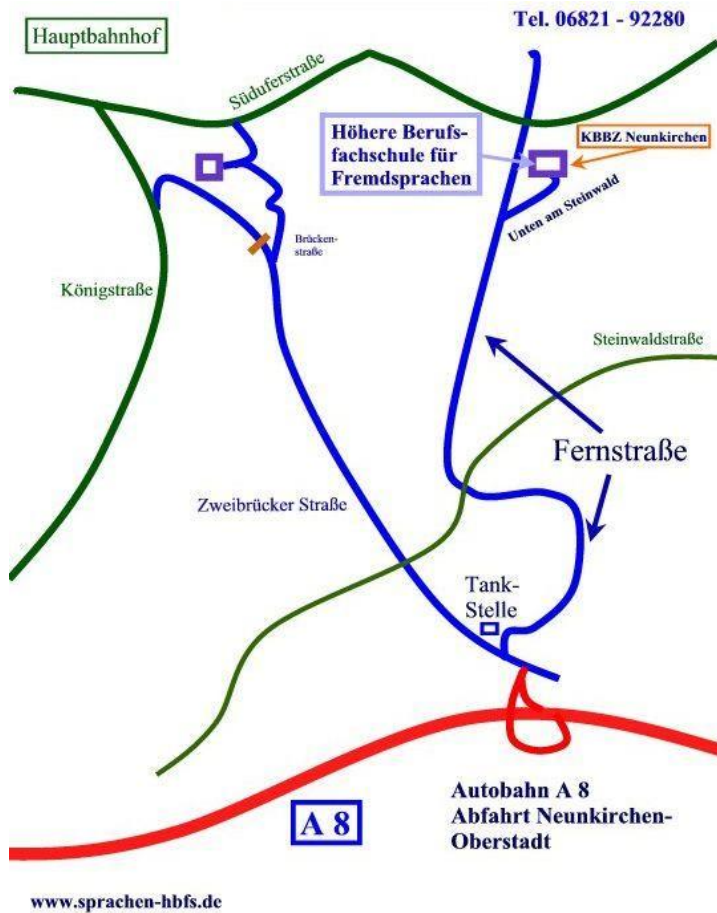 Tel. 06821 - 92280
Hauptbahnhof
Süduferstraße
Höhere Berufs-
fachschule für
Fremdsprachen
KBBZ Neunkirchen
Unten am Steinwald
Brücken-
straße
Königstraße
Steinwaldstraße
Fernstraße
Zweibrücker Straße
Tank-
Stelle
Autobahn A 8
Abfahrt Neunkirchen-
Oberstadt
A 8
www.sprachen-hbfs.de